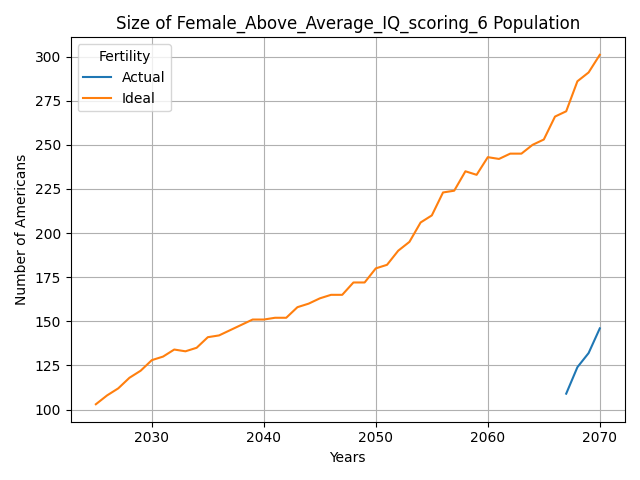 Size of Female_Above_Average_IQ_scoring_6 Population
Fertility
Actual
Ideal
Number of Americans
300
275
250
225
200
175
150
125
100
2030
2040
2050
2060
2070
Years